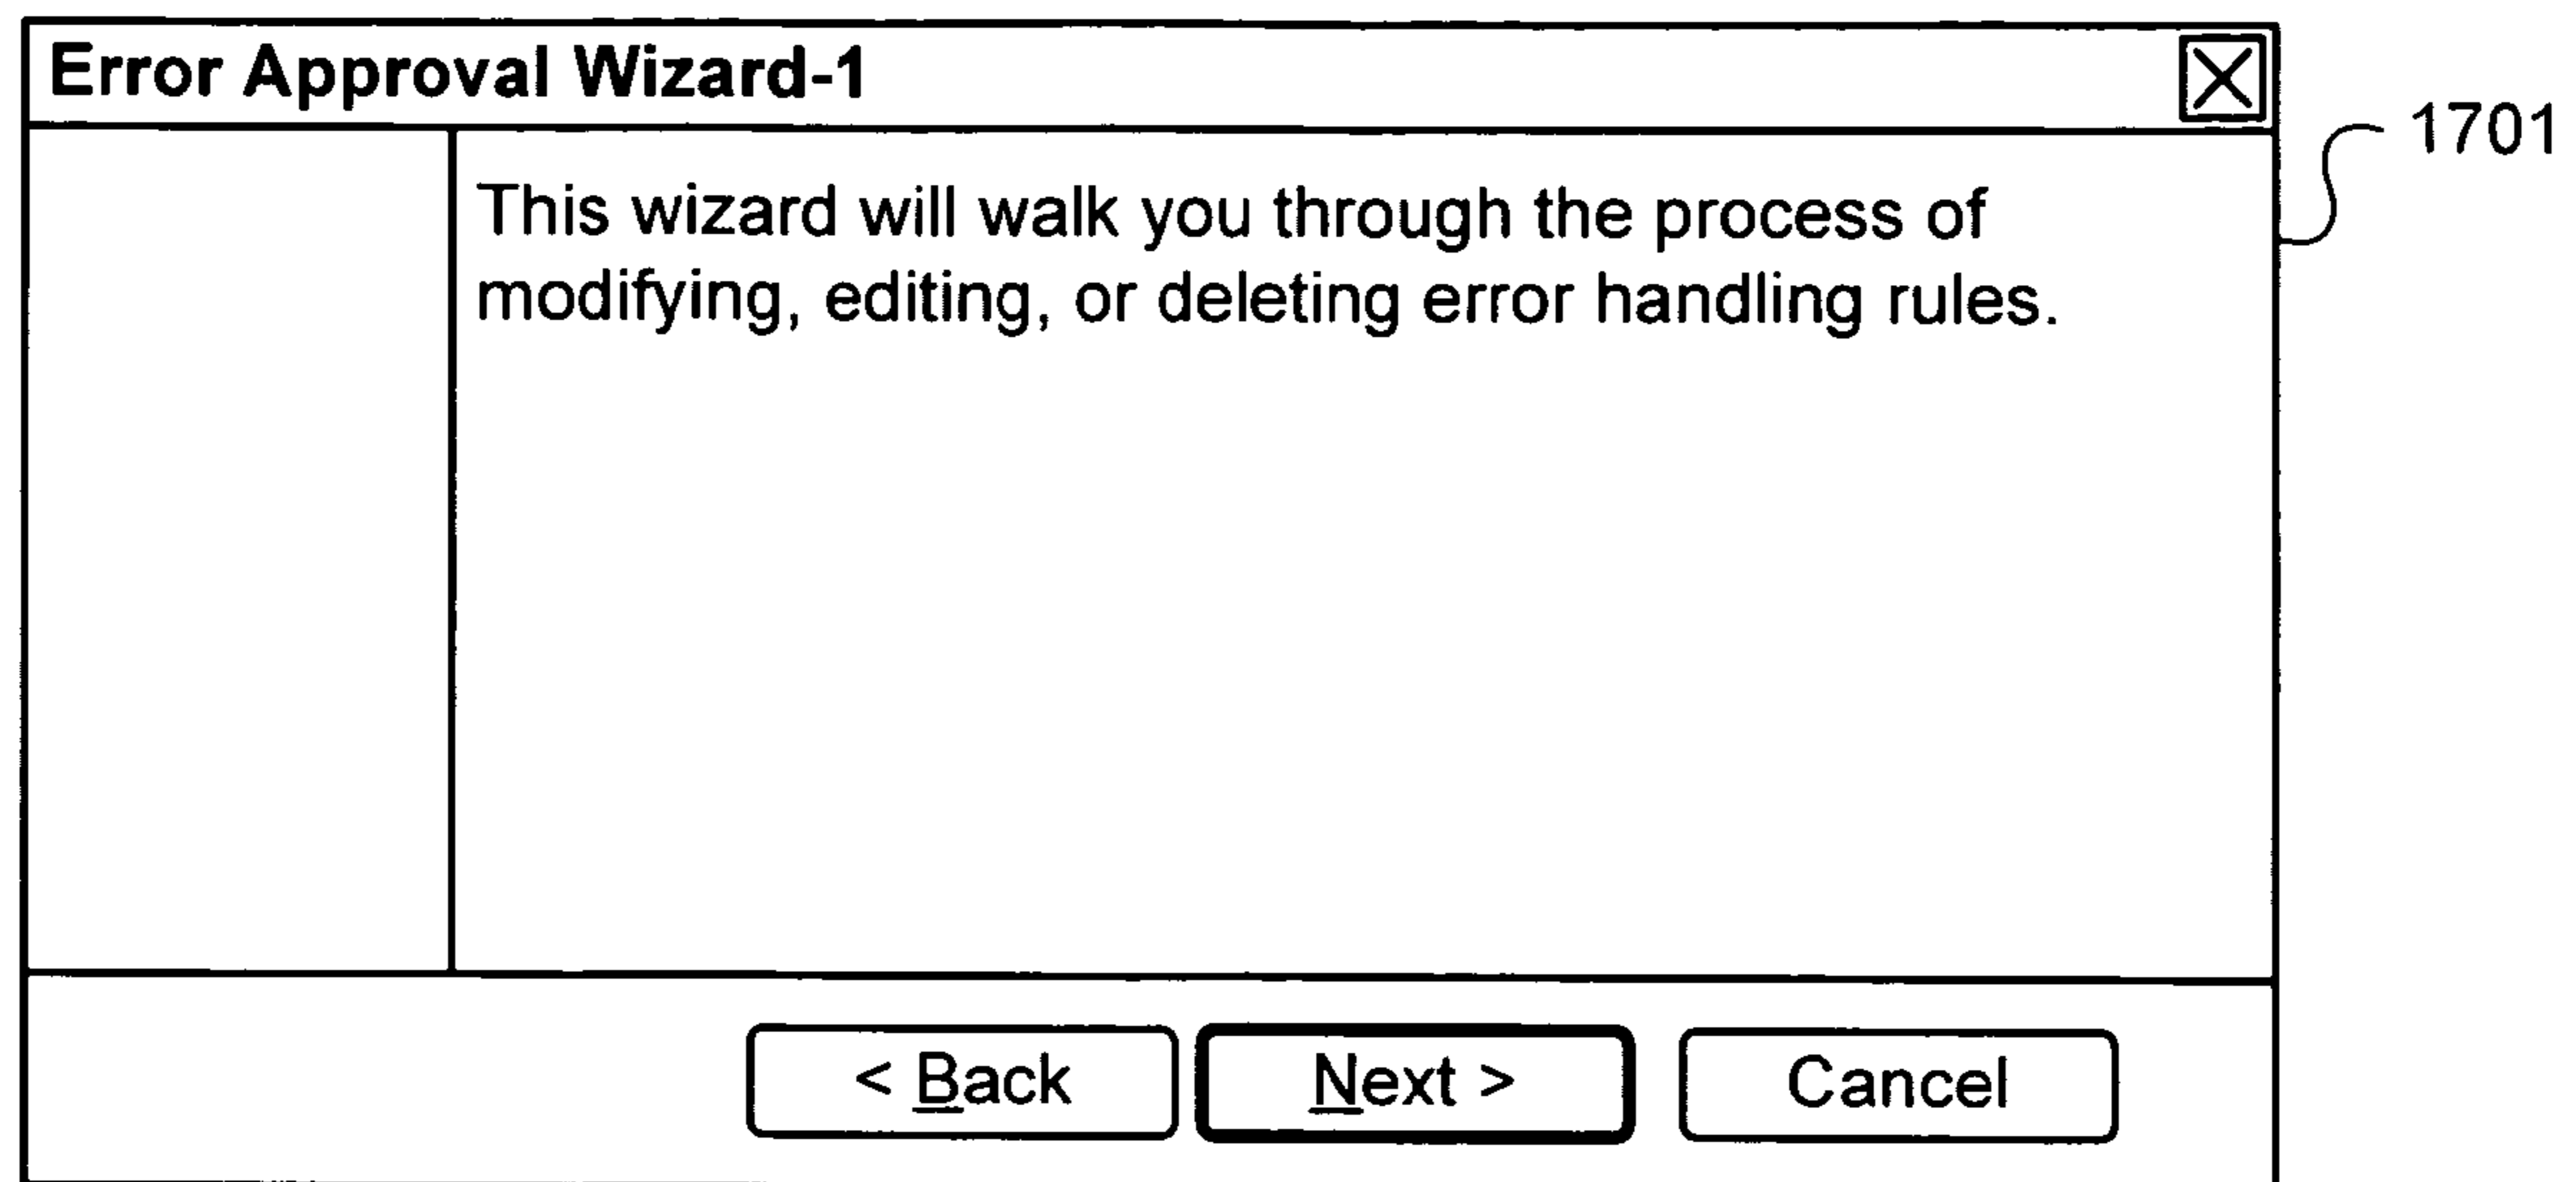 Error Approval Wizard-1
1701
This wizard will walk you through the process of
modifying, editing, or deleting error handling rules.
< Back
Next >
Cancel